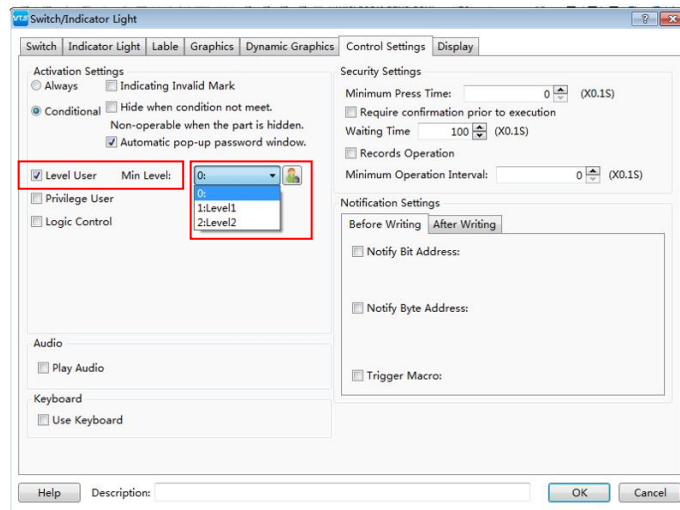 VTS Switch/Indicator Light
Switch Indicator Light Lable Graphics Dynamic Graphics Control Settings Display
Activation Settings
Always Indicating Invalid Mark
Conditional Hide when condition not meet.
Non-operable when the part is hidden.
Automatic pop-up password window.
Level User Min Level: 0:
0:
1:Level1
2:Level2
Privilege User
Logic Control
Audio
Play Audio
Keyboard
Use Keyboard
Security Settings
Minimum Press Time: 0 (X0.1S)
Require confirmation prior to execution
Waiting Time 100 (X0.1S)
Records Operation
Minimum Operation Interval: 0 (X0.1S)
Notification Settings
Before Writing After Writing
Notify Bit Address:
Notify Byte Address:
Trigger Macro:
Help Description: OK Cancel